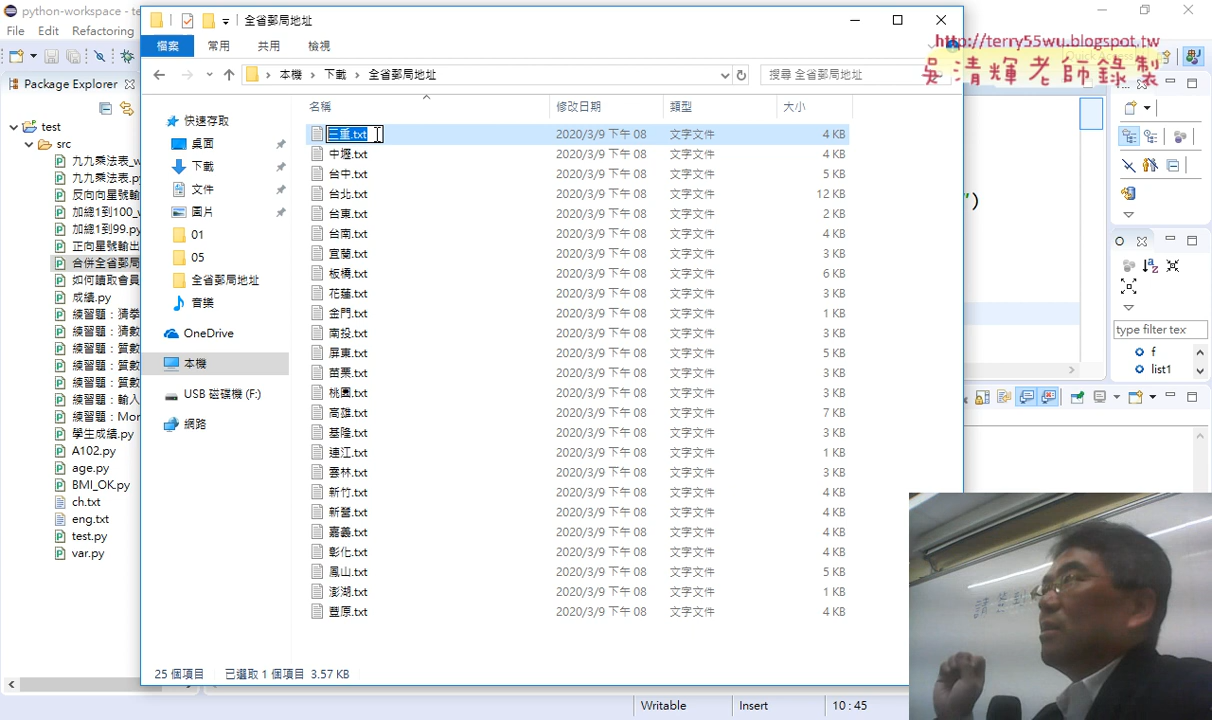 python-workspace - te
全省郵局地址
File
Edit
Refactoring
檔案
常用
共用
檢視
http://terry55wu.blogspot.tw
吳清輝老師錄製
本機
下載
全省郵局地址
搜尋 全省郵局地址
Package Explorer
名稱
修改日期
類型
大小
test
src
九九乘法表_w
九九乘法表.py
反向向星號輸
加總1到100_
加總1到99.py
正向星號輸出
合併全省郵局
如何讀取會員
成績.py
練習題：猜拳
練習題：猜數
練習題：質數
練習題：質數
練習題：質數
練習題：輸入
練習題：Mor
學生成績.py
A102.py
age.py
BMI_OK.py
ch.txt
eng.txt
test.py
var.py
快速存取
桌面
下載
文件
圖片
01
05
全省郵局地址
音樂
OneDrive
本機
USB 磁碟機 (F:)
網路
三重.txt 2020/3/9 下午 08 文字文件 4 KB
中壢.txt 2020/3/9 下午 08 文字文件 4 KB
台中.txt 2020/3/9 下午 08 文字文件 5 KB
台北.txt 2020/3/9 下午 08 文字文件 12 KB
台東.txt 2020/3/9 下午 08 文字文件 2 KB
台南.txt 2020/3/9 下午 08 文字文件 4 KB
宜蘭.txt 2020/3/9 下午 08 文字文件 3 KB
板橋.txt 2020/3/9 下午 08 文字文件 6 KB
花蓮.txt 2020/3/9 下午 08 文字文件 3 KB
金門.txt 2020/3/9 下午 08 文字文件 1 KB
南投.txt 2020/3/9 下午 08 文字文件 3 KB
屏東.txt 2020/3/9 下午 08 文字文件 5 KB
苗栗.txt 2020/3/9 下午 08 文字文件 3 KB
桃園.txt 2020/3/9 下午 08 文字文件 3 KB
高雄.txt 2020/3/9 下午 08 文字文件 7 KB
基隆.txt 2020/3/9 下午 08 文字文件 3 KB
連江.txt 2020/3/9 下午 08 文字文件 1 KB
雲林.txt 2020/3/9 下午 08 文字文件 3 KB
新竹.txt 2020/3/9 下午 08 文字文件 4 KB
新營.txt 2020/3/9 下午 08 文字文件 4 KB
嘉義.txt 2020/3/9 下午 08 文字文件 4 KB
彰化.txt 2020/3/9 下午 08 文字文件 4 KB
鳳山.txt 2020/3/9 下午 08 文字文件 5 KB
澎湖.txt 2020/3/9 下午 08 文字文件 1 KB
豐原.txt 2020/3/9 下午 08 文字文件 4 KB
25 個項目
已選取 1 個項目 3.57 KB
")
type filter tex
f
list1
Writable
Insert
10 : 45